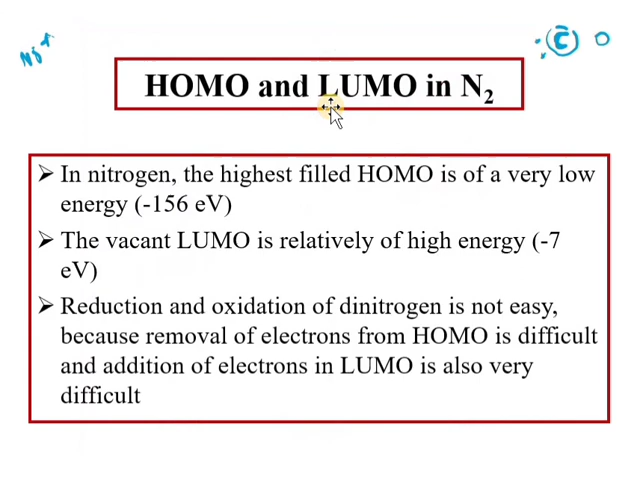 HOMO and LUMO in N₂
➢ In nitrogen, the highest filled HOMO is of a very low
energy (-156 eV)
➢ The vacant LUMO is relatively of high energy (-7
eV)
➢ Reduction and oxidation of dinitrogen is not easy,
because removal of electrons from HOMO is difficult
and addition of electrons in LUMO is also very
difficult